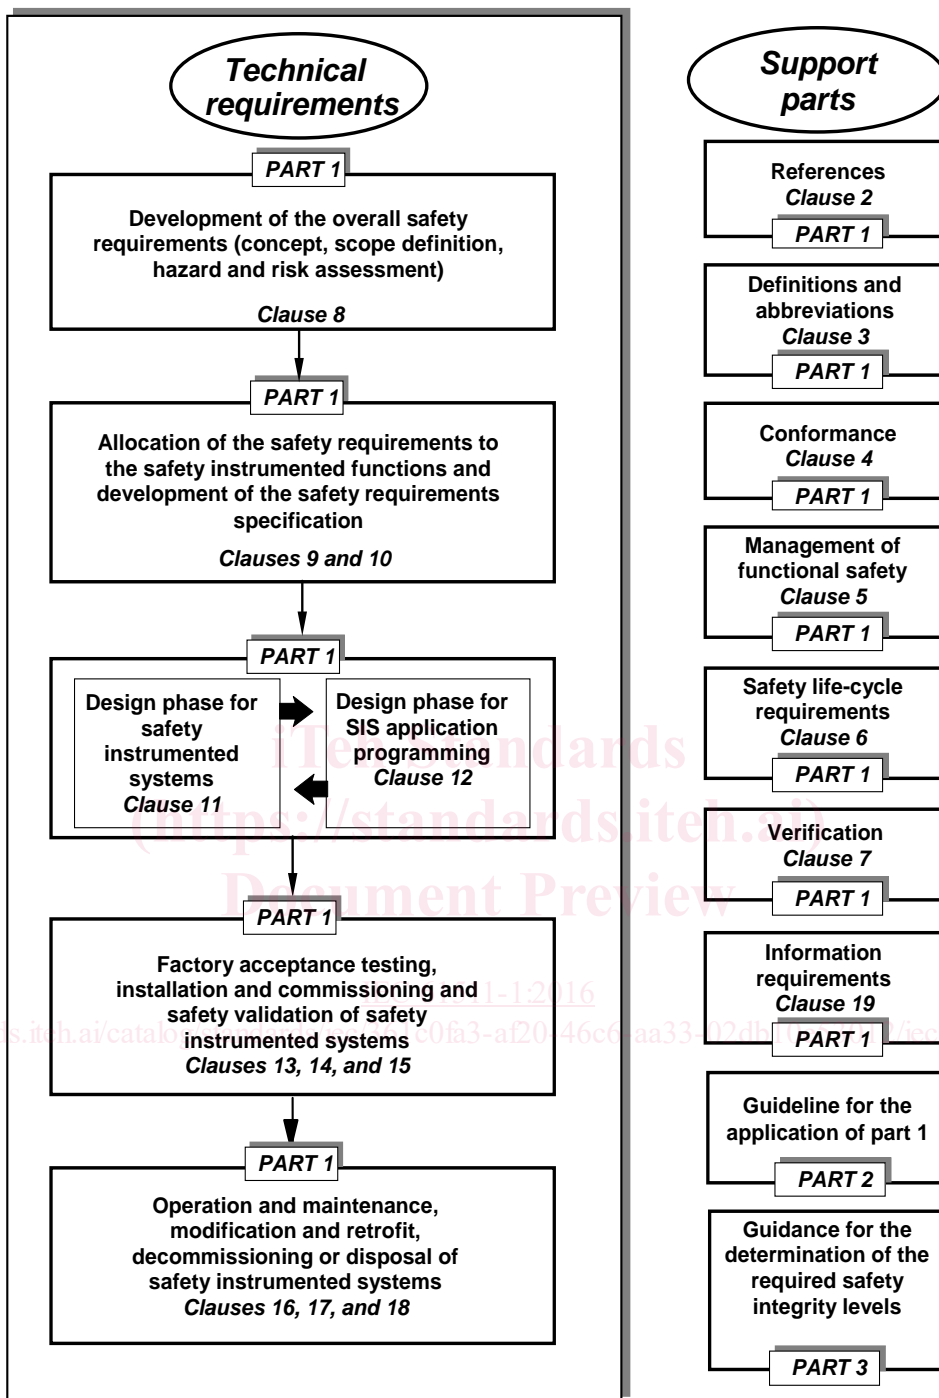 Technical
requirements
PART 1
Development of the overall safety
requirements (concept, scope definition,
hazard and risk assessment)
Clause 8
PART 1
Allocation of the safety requirements to
the safety instrumented functions and
development of the safety requirements
specification
Clauses 9 and 10
PART 1
Design phase for
safety
instrumented
systems
Clause 11
Design phase for
SIS application
programming
Clause 12
PART 1
Factory acceptance testing,
installation and commissioning and
safety validation of safety
instrumented systems
Clauses 13, 14, and 15
PART 1
Operation and maintenance,
modification and retrofit,
decommissioning or disposal of
safety instrumented systems
Clauses 16, 17, and 18
Support
parts
References
Clause 2
PART 1
Definitions and
abbreviations
Clause 3
PART 1
Conformance
Clause 4
PART 1
Management of
functional safety
Clause 5
PART 1
Safety life-cycle
requirements
Clause 6
PART 1
Verification
Clause 7
PART 1
Information
requirements
Clause 19
PART 1
Guideline for the
application of part 1
PART 2
Guidance for the
determination of the
required safety
integrity levels
PART 3
iTeh Standards
(https://standards.iteh.ai)
Document Preview